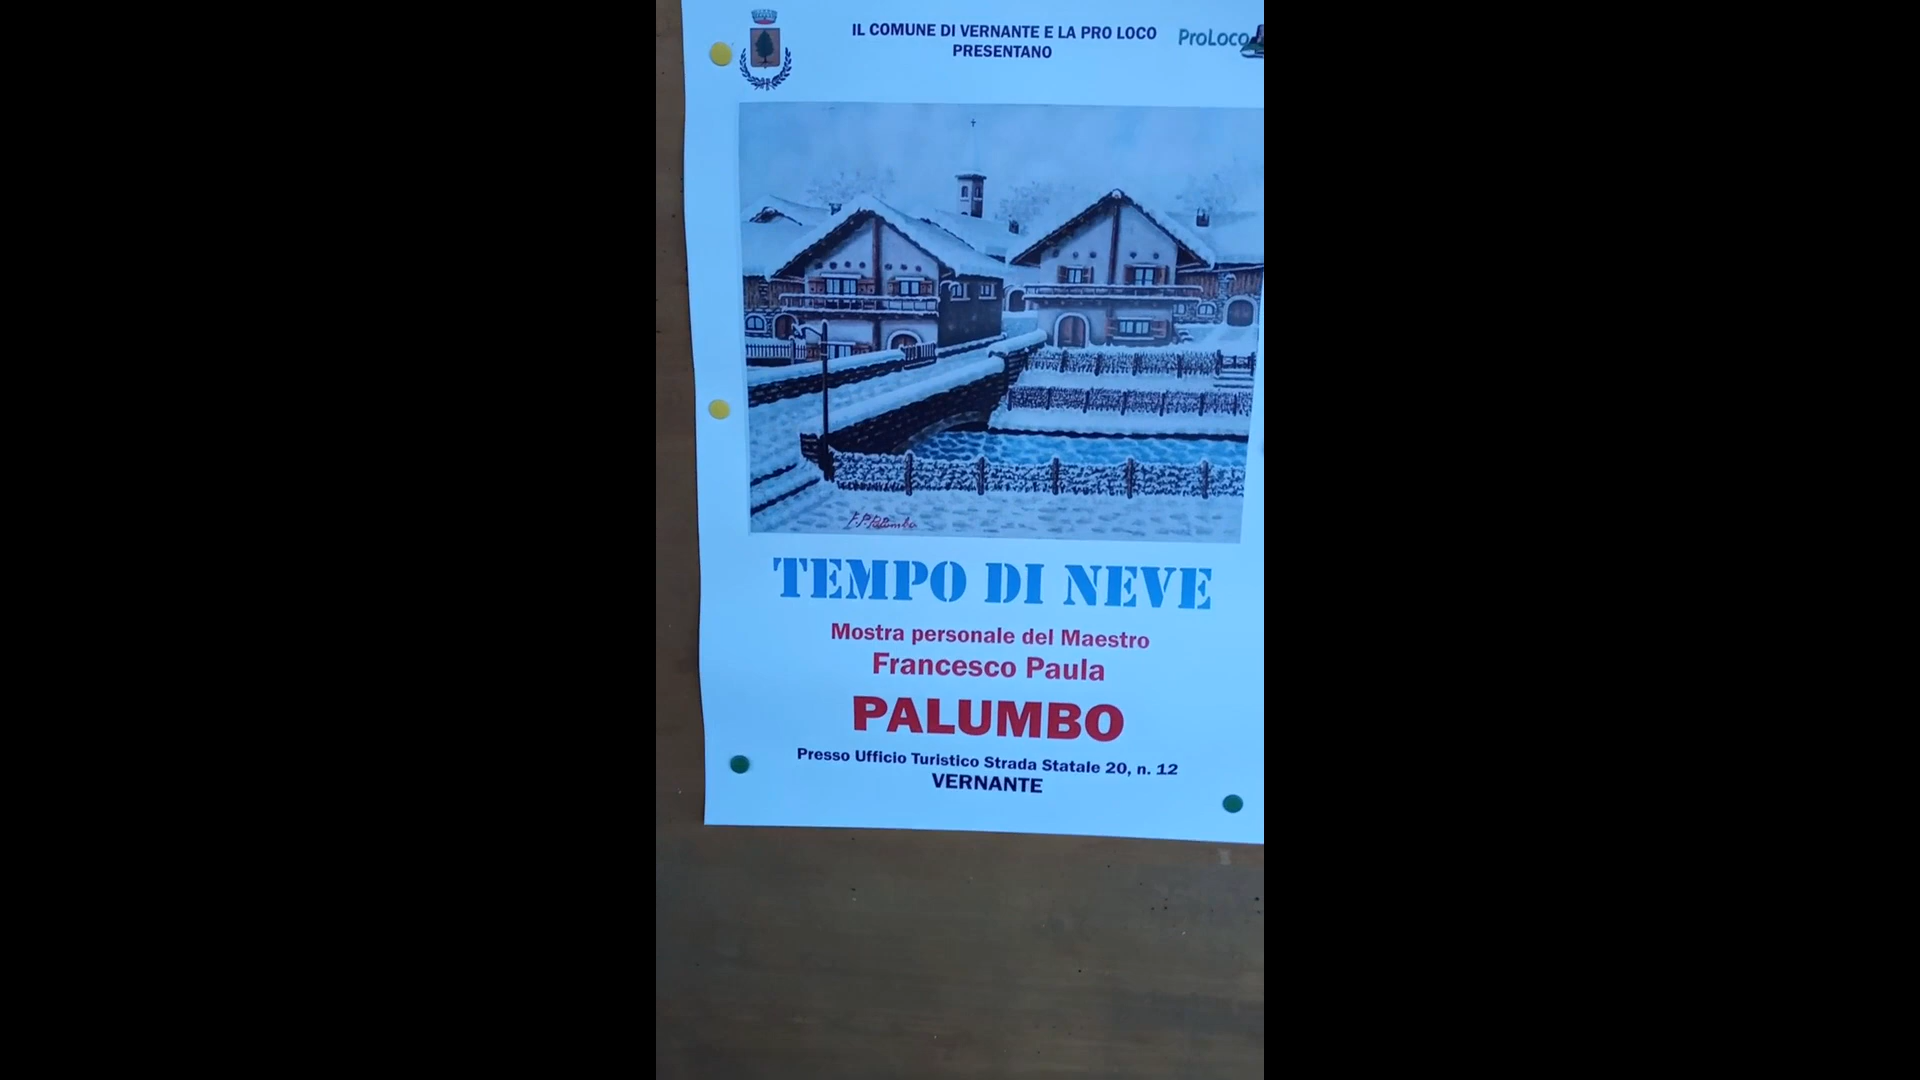 IL COMUNE DI VERNANTE E LA PRO LOCO
PRESENTANO
ProLoco
F.P. Palumbo
TEMPO DI NEVE
Mostra personale del Maestro
Francesco Paula
PALUMBO
Presso Ufficio Turistico Strada Statale 20, n. 12
VERNANTE